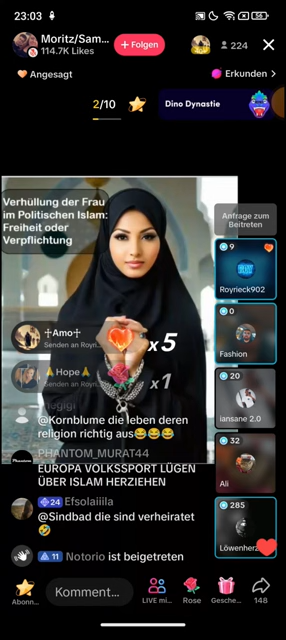 23:03
56
Moritz/Sam...
114.7K Likes
+ Folgen
224
Angesagt
Erkunden >
2/10
Dino Dynastie
Verhüllung der Frau
im Politischen Islam:
Freiheit oder
Verpflichtung
Anfrage zum
Beitreten
9
Royrieck902
0
Fashion
20
iansane 2.0
32
Ali
285
Löwenherz
✝Amo✝
Senden an Royri...
x5
🙏Hope🙏
Senden an Royri...
x1
@Kornblume die leben deren
religion richtig aus😂😂😂
PHANTOM_MURAT44
EUROPA VOLKSSPORT LÜGEN
ÜBER ISLAM HERZIEHEN
24 Efsolaiiila
@Sindbad die sind verheiratet
🤣
11 Notorio ist beigetreten
Abonn...
Komment...
LIVE mi...
Rose
Gesche...
148